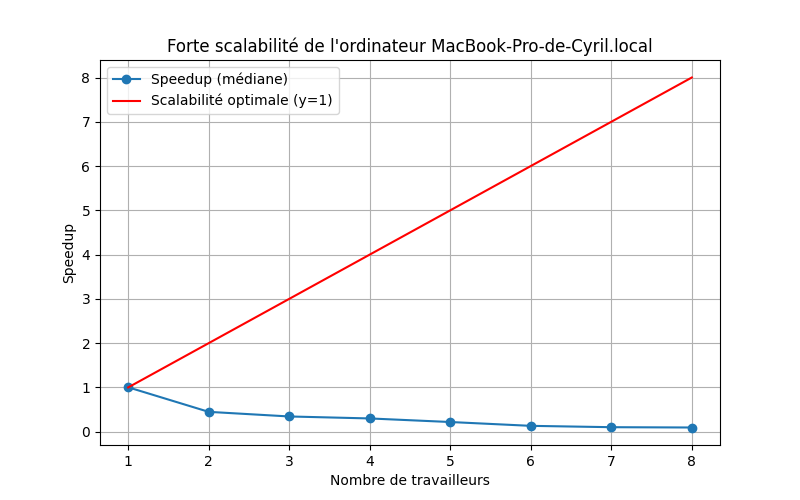 Forte scalabilité de l'ordinateur MacBook-Pro-de-Cyril.local
Speedup (médiane)
Scalabilité optimale (y=1)
8
7
6
5
4
3
2
1
0
Speedup
1 2 3 4 5 6 7 8
Nombre de travailleurs